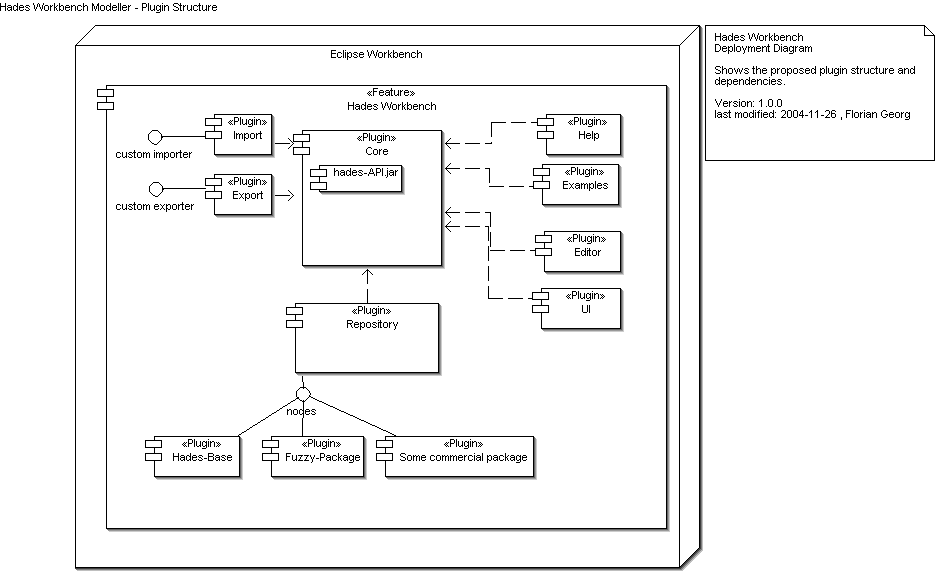 Hades Workbench Modeller - Plugin Structure
Hades Workbench
Deployment Diagram
Shows the proposed plugin structure and
dependencies.
Version: 1.0.0
last modified: 2004-11-26 , Florian Georg
Eclipse Workbench
«Feature»
Hades Workbench
«Plugin»
Import
custom importer
«Plugin»
Export
custom exporter
«Plugin»
Core
hades-API.jar
«Plugin»
Help
«Plugin»
Examples
«Plugin»
Editor
«Plugin»
UI
«Plugin»
Repository
nodes
«Plugin»
Hades-Base
«Plugin»
Fuzzy-Package
«Plugin»
Some commercial package